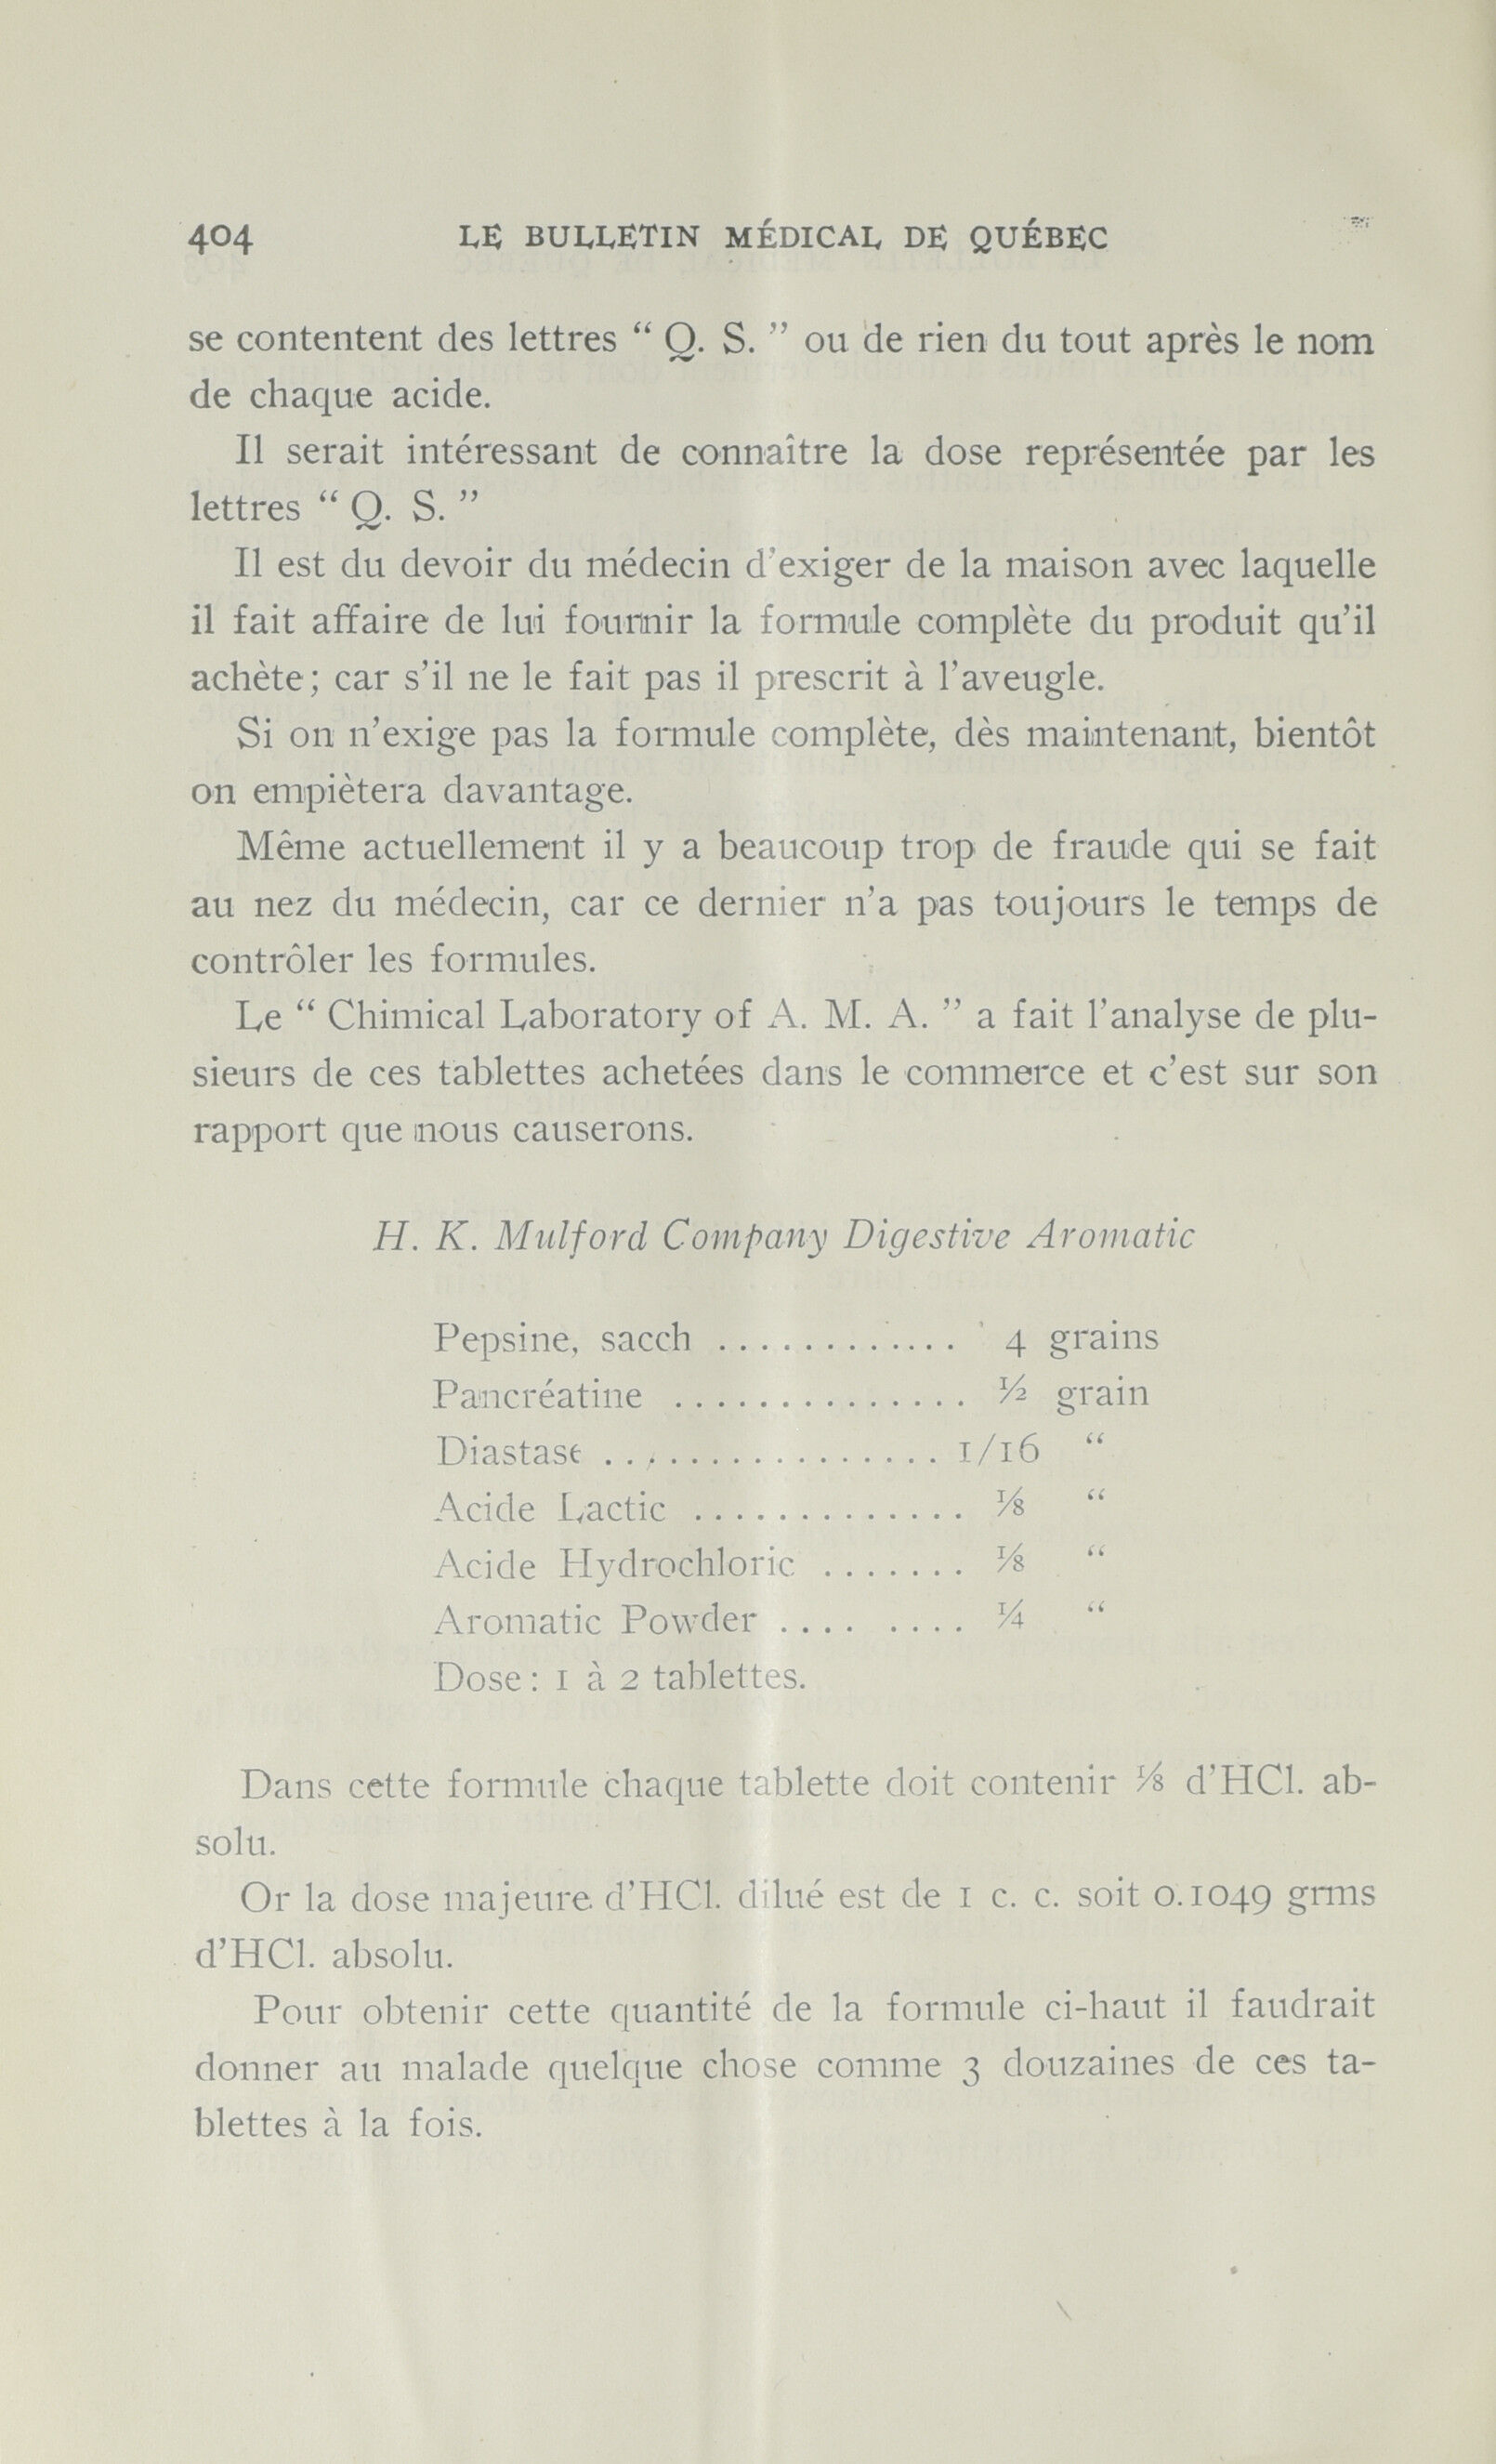 404 LE BULLETIN MÉDICAL DE QUÉBEC
se contentent des lettres “ Q. S. ” ou de rien du tout après le nom
de chaque acide.
Il serait intéressant de connaître la dose représentée par les
lettres “ Q. S. ”
Il est du devoir du médecin d’exiger de la maison avec laquelle
il fait affaire de lui fournir la formule complète du produit qu’il
achète; car s’il ne le fait pas il prescrit à l’aveugle.
Si on n’exige pas la formule complète, dès maintenant, bientôt
on empiètera davantage.
Même actuellement il y a beaucoup trop de fraude qui se fait
au nez du médecin, car ce dernier n’a pas toujours le temps de
contrôler les formules.
Le “ Chimical Laboratory of A. M. A. ” a fait l’analyse de plu-
sieurs de ces tablettes achetées dans le commerce et c’est sur son
rapport que nous causerons.
H. K. Mulford Company Digestive Aromatic
Pepsine, sacch ............. 4 grains
Pancréatine ............... ½ grain
Diastase ................. 1/16 “
Acide Lactic ............. ⅛ “
Acide Hydrochloric ....... ⅛ “
Aromatic Powder .... .... ¼ “
Dose: 1 à 2 tablettes.
Dans cette formule chaque tablette doit contenir ⅛ d’HCl. ab-
solu.
Or la dose majeure d’HCl. dilué est de 1 c. c. soit 0.1049 grms
d’HCl. absolu.
Pour obtenir cette quantité de la formule ci-haut il faudrait
donner au malade quelque chose comme 3 douzaines de ces ta-
blettes à la fois.